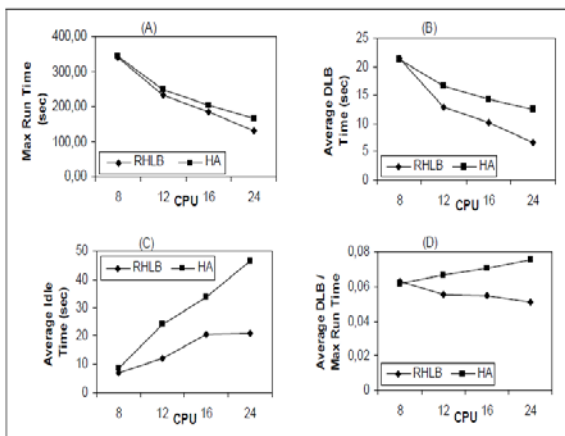 (A)
Max Run Time
(sec)
400,00
300,00
200,00
100,00
0,00
RHLB
HA
8
12
16
24
CPU
(B)
Average DLB
Time (sec)
25
20
15
10
5
0
RHLB
HA
8
12
16
24
CPU
(C)
Average Idle
Time (sec)
50
40
30
20
10
0
RHLB
HA
8
12
16
24
CPU
(D)
Average DLB /
Max Run Time
0,08
0,06
0,04
0,02
0
RHLB
HA
8
12
16
24
CPU